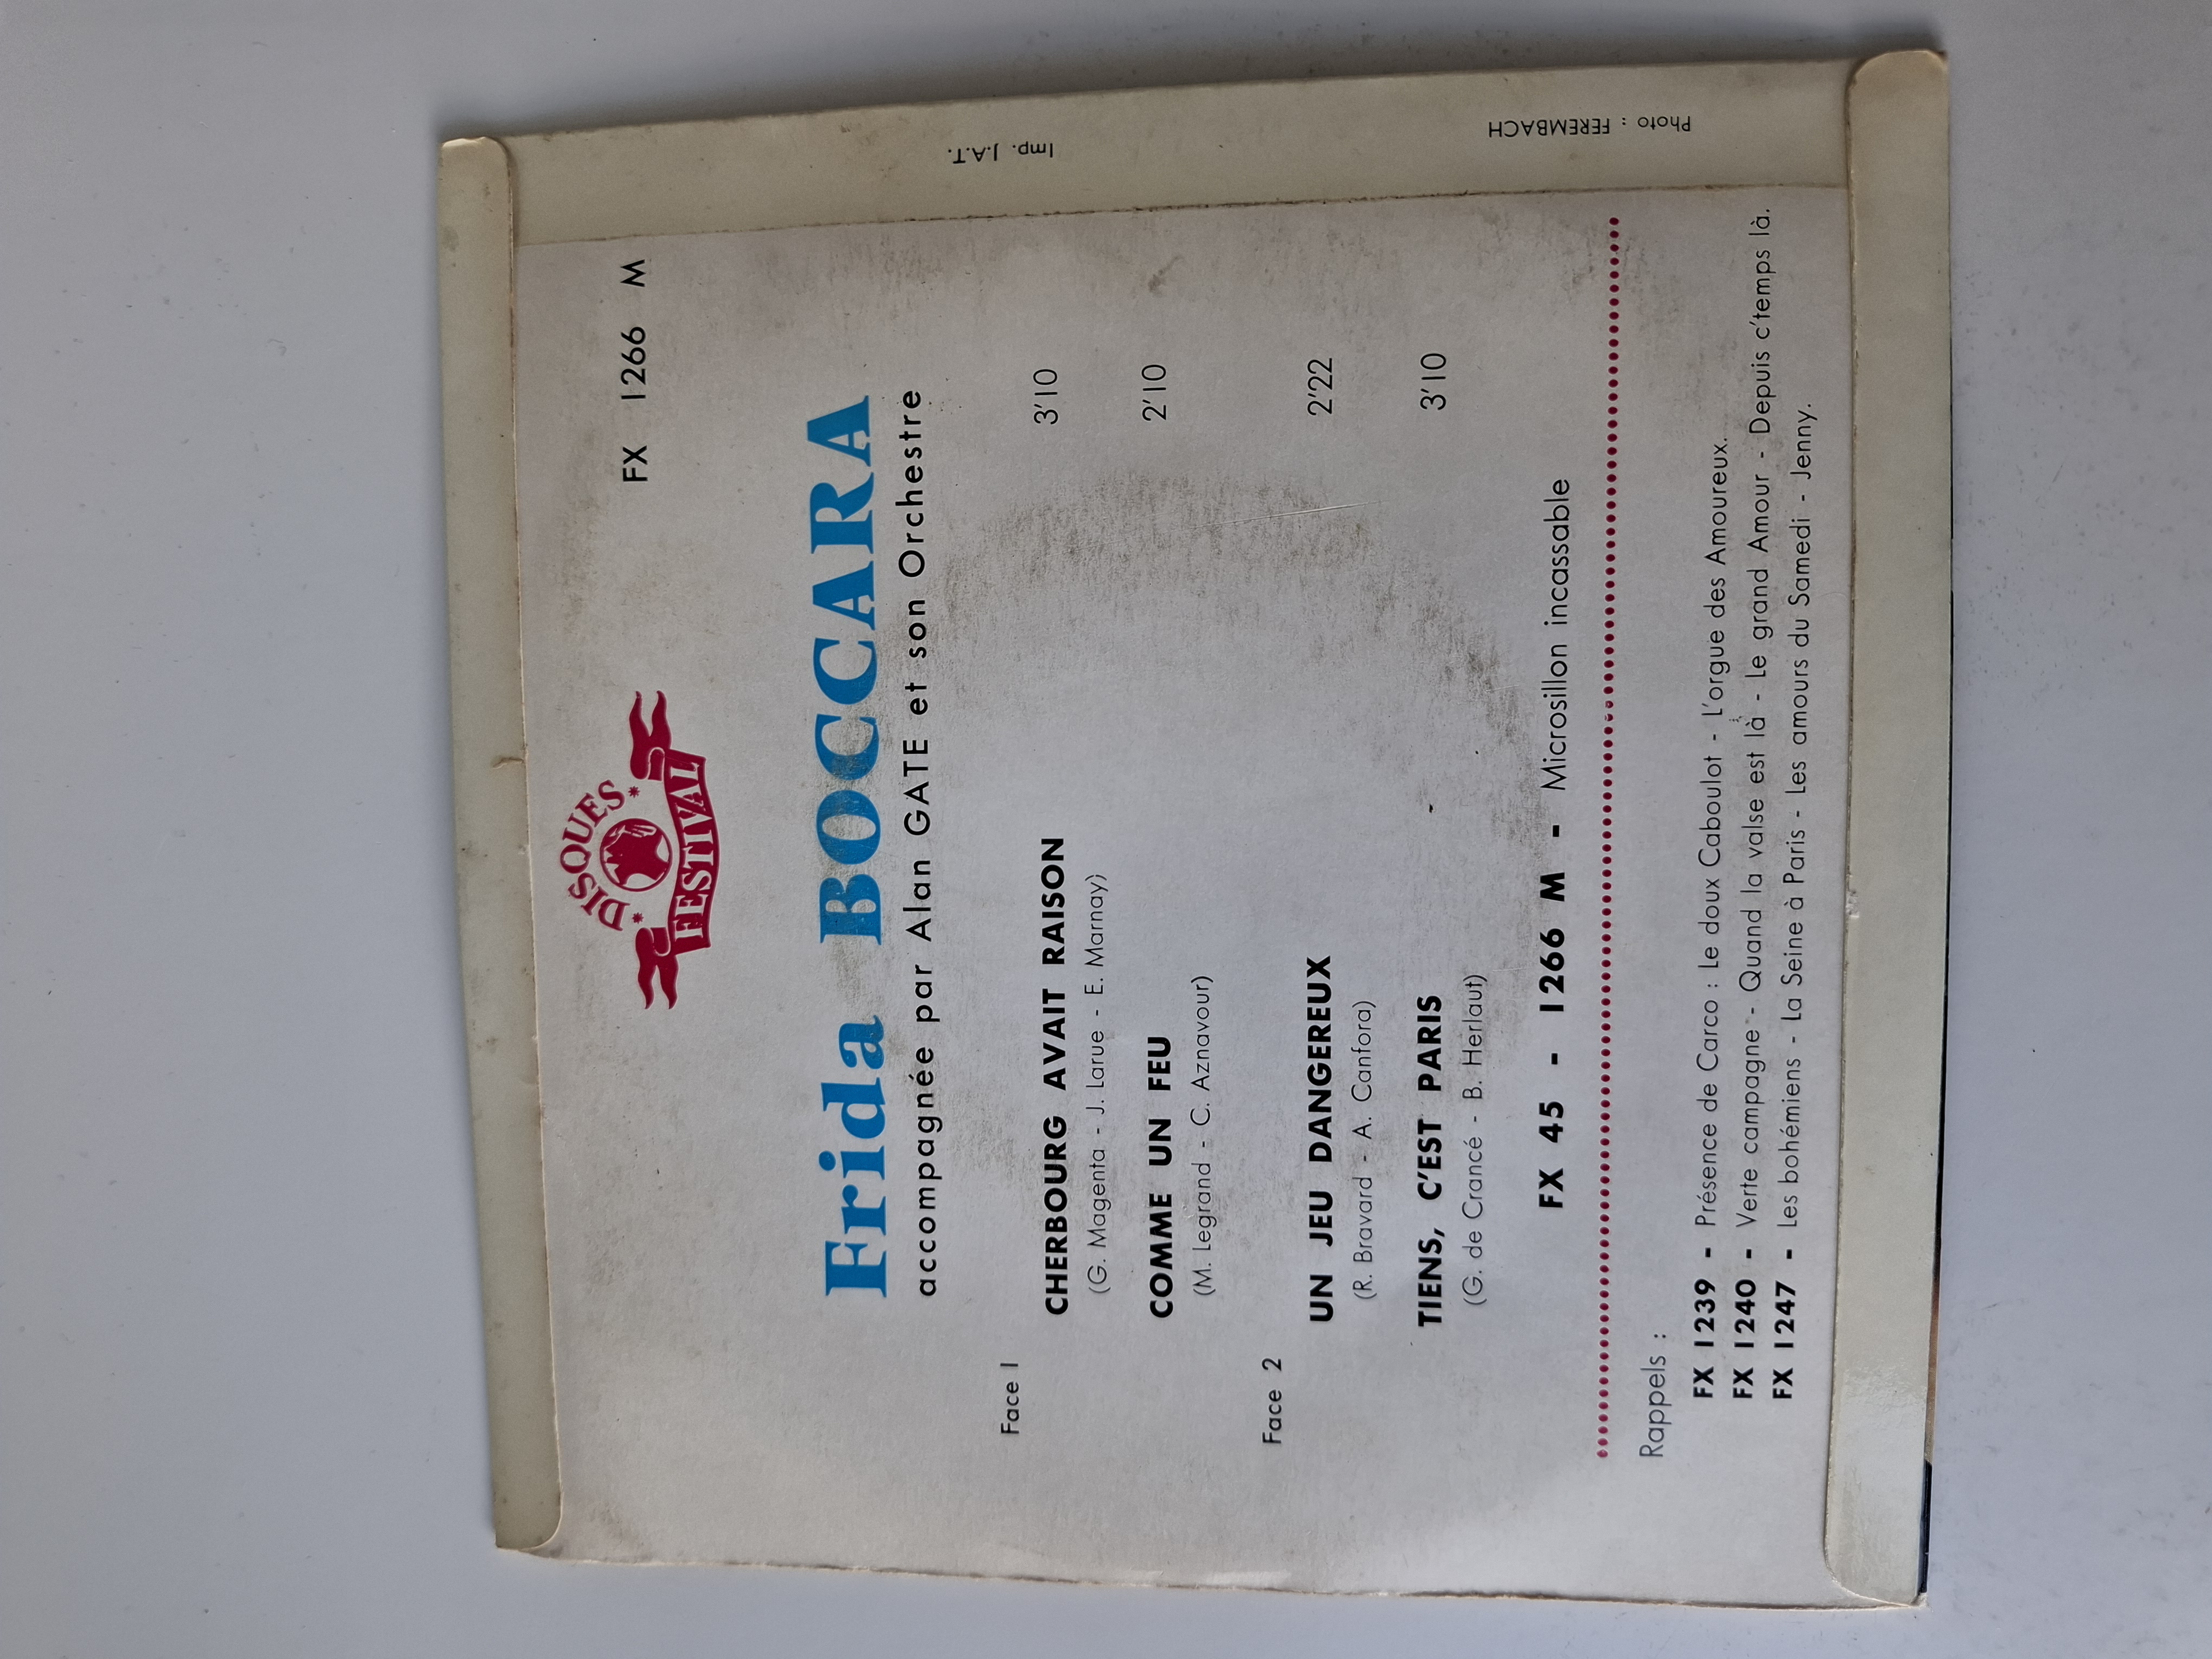 FX 1266 M
DISQUES
FESTIVAL
Frida BOCCARA
accompagnée par Alan GATE et son Orchestre
Face 1
CHERBOURG AVAIT RAISON 3'10
(G. Magenta - J. Larue - E. Marnay)
COMME UN FEU 2'10
(M. Legrand - C. Aznavour)
Face 2
UN JEU DANGEREUX 2'22
(R. Bravard - A. Canfora)
TIENS, C'EST PARIS 3'10
(G. de Crancé - B. Herlaut)
FX 45 - 1266 M - Microsillon incassable
Rappels :
FX 1239 - Présence de Carco : Le doux Caboulot - L'orgue des Amoureux.
FX 1240 - Verte campagne - Quand la valse est là - Le grand Amour - Depuis c'temps là.
FX 1247 - Les bohémiens - La Seine à Paris - Les amours du Samedi - Jenny.
Imp. J.A.T.
Photo : FEREMBACH